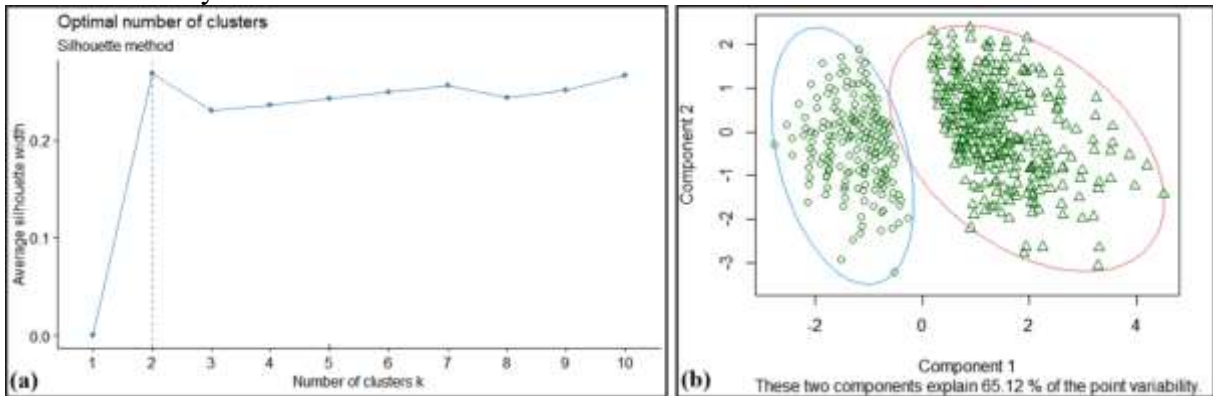 Optimal number of clusters
Silhouette method
Average silhouette width
0.2
0.1
0.0
1 2 3 4 5 6 7 8 9 10
Number of clusters k
(a)
Component 2
2
1
0
-1
-2
-3
-2 0 2 4
Component 1
These two components explain 65.12 % of the point variability.
(b)